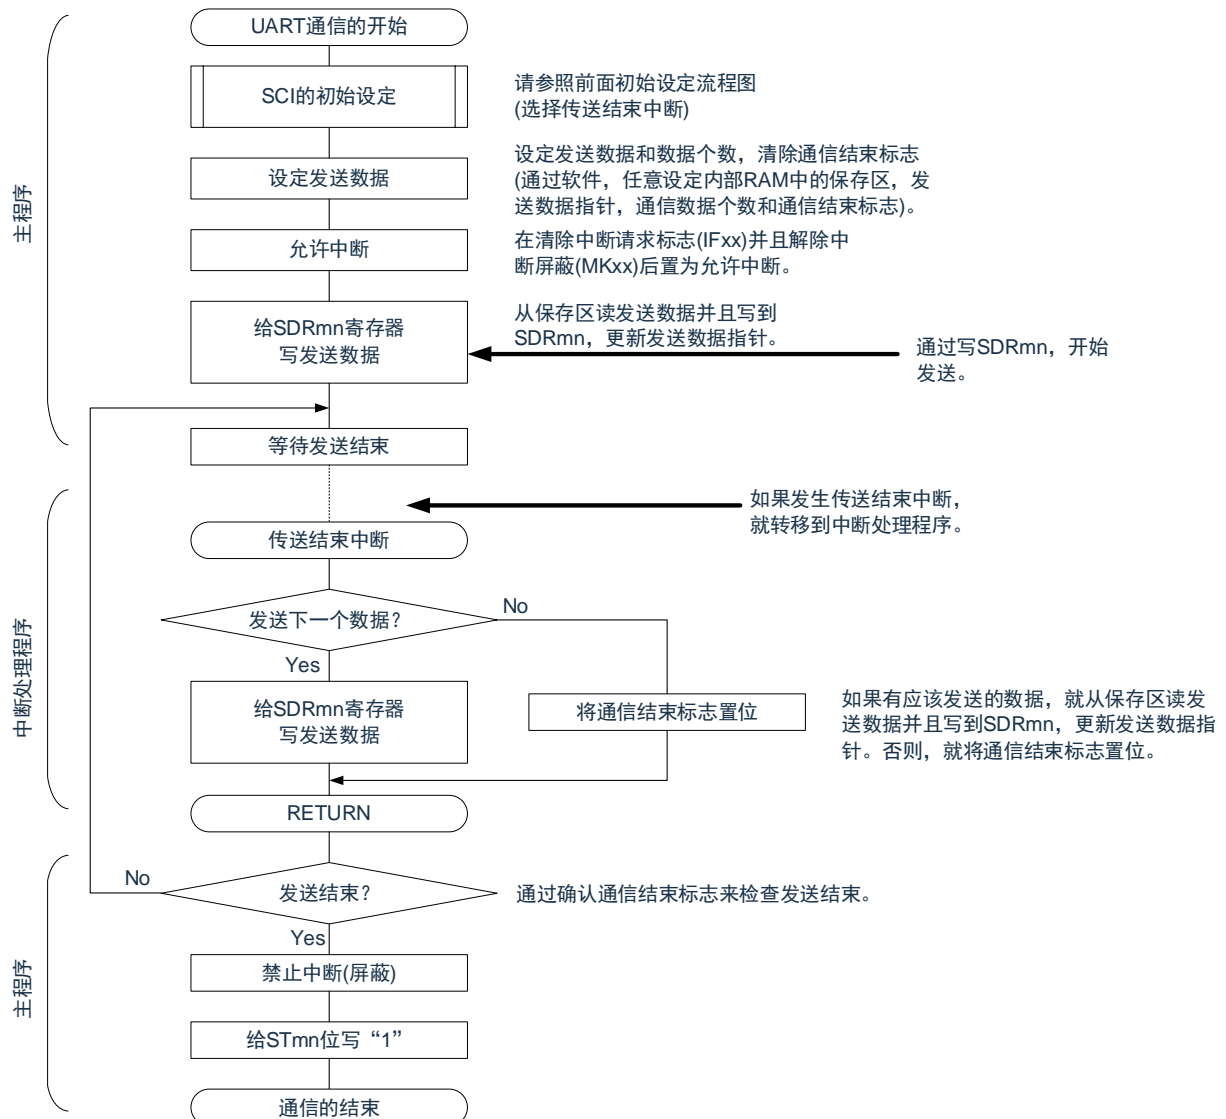 UART通信的开始
SCI的初始设定
请参照前面初始设定流程图
(选择传送结束中断)
设定发送数据
设定发送数据和数据个数，清除通信结束标志
(通过软件，任意设定内部RAM中的保存区，发
送数据指针，通信数据个数和通信结束标志)。
主程序
允许中断
在清除中断请求标志(IFxx)并且解除中
断屏蔽(MKxx)后置为允许中断。
给SDRmn寄存器
写发送数据
从保存区读发送数据并且写到
SDRmn，更新发送数据指针。
通过写SDRmn，开始
发送。
等待发送结束
如果发生传送结束中断，
就转移到中断处理程序。
传送结束中断
发送下一个数据？
No
Yes
中断处理程序
给SDRmn寄存器
写发送数据
将通信结束标志置位
如果有应该发送的数据，就从保存区读发
送数据并且写到SDRmn，更新发送数据指
针。否则，就将通信结束标志置位。
RETURN
No
发送结束？
通过确认通信结束标志来检查发送结束。
Yes
主程序
禁止中断(屏蔽)
给STmn位写“1”
通信的结束